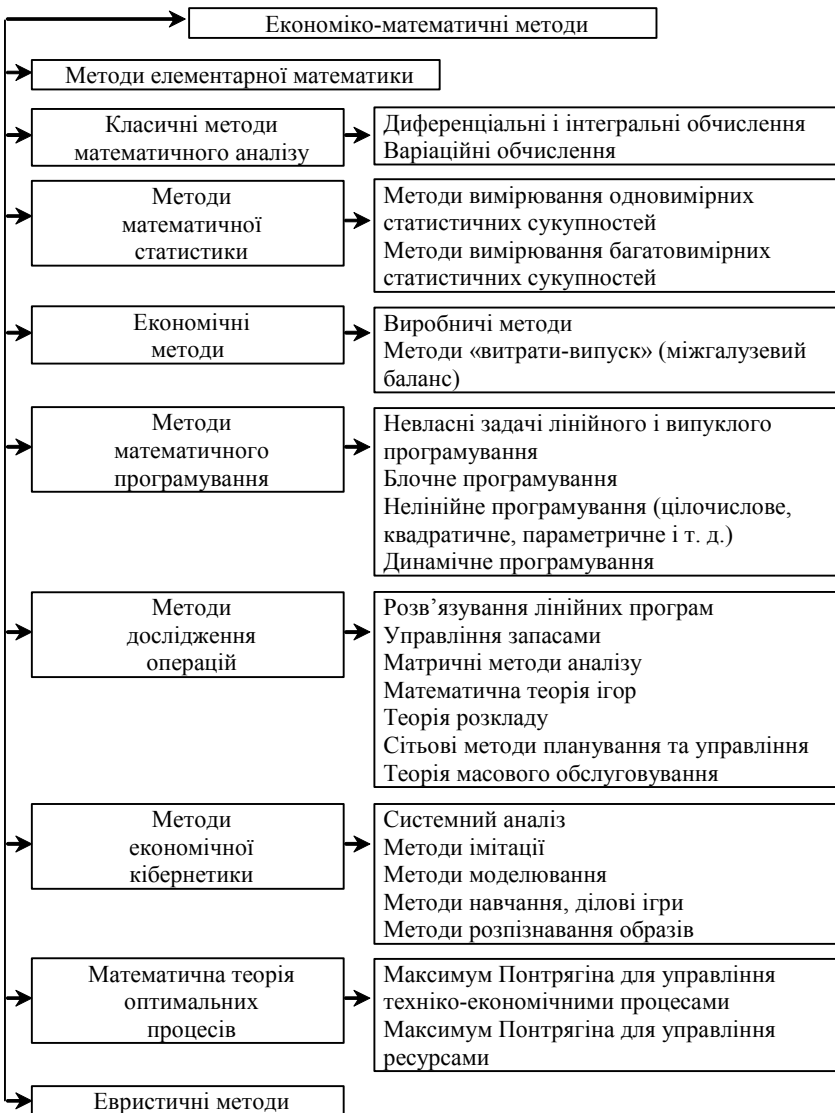 Економіко-математичні методи
Методи елементарної математики
Класичні методи
математичного аналізу
Диференціальні і інтегральні обчислення
Варіаційні обчислення
Методи
математичної
статистики
Методи вимірювання одновимірних
статистичних сукупностей
Методи вимірювання багатовимірних
статистичних сукупностей
Економічні
методи
Виробничі методи
Методи «витрати-випуск» (міжгалузевий
баланс)
Методи
математичного
програмування
Невласні задачі лінійного і випуклого
програмування
Блочне програмування
Нелінійне програмування (цілочислове,
квадратичне, параметричне і т. д.)
Динамічне програмування
Методи
дослідження
операцій
Розв’язування лінійних програм
Управління запасами
Матричні методи аналізу
Математична теорія ігор
Теорія розкладу
Сітьові методи планування та управління
Теорія масового обслуговування
Методи
економічної
кібернетики
Системний аналіз
Методи імітації
Методи моделювання
Методи навчання, ділові ігри
Методи розпізнавання образів
Математична теорія
оптимальних
процесів
Максимум Понтрягіна для управління
техніко-економічними процесами
Максимум Понтрягіна для управління
ресурсами
Евристичні методи